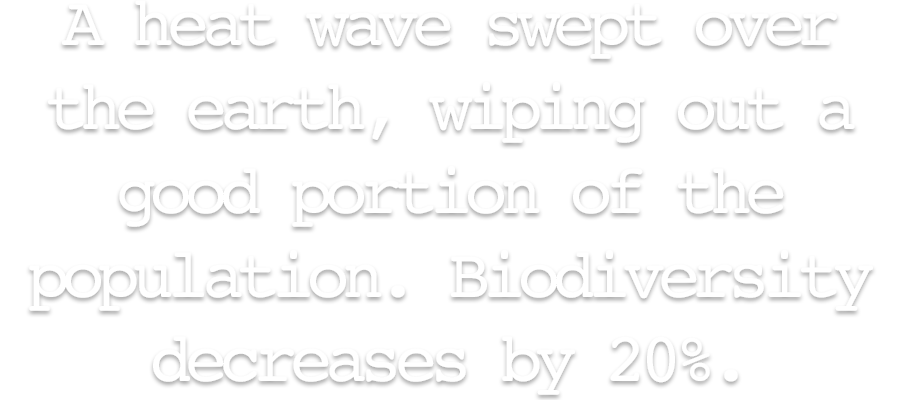 A heat wave swept over
the earth, wiping out a
good portion of the
population. Biodiversity
decreases by 20%.